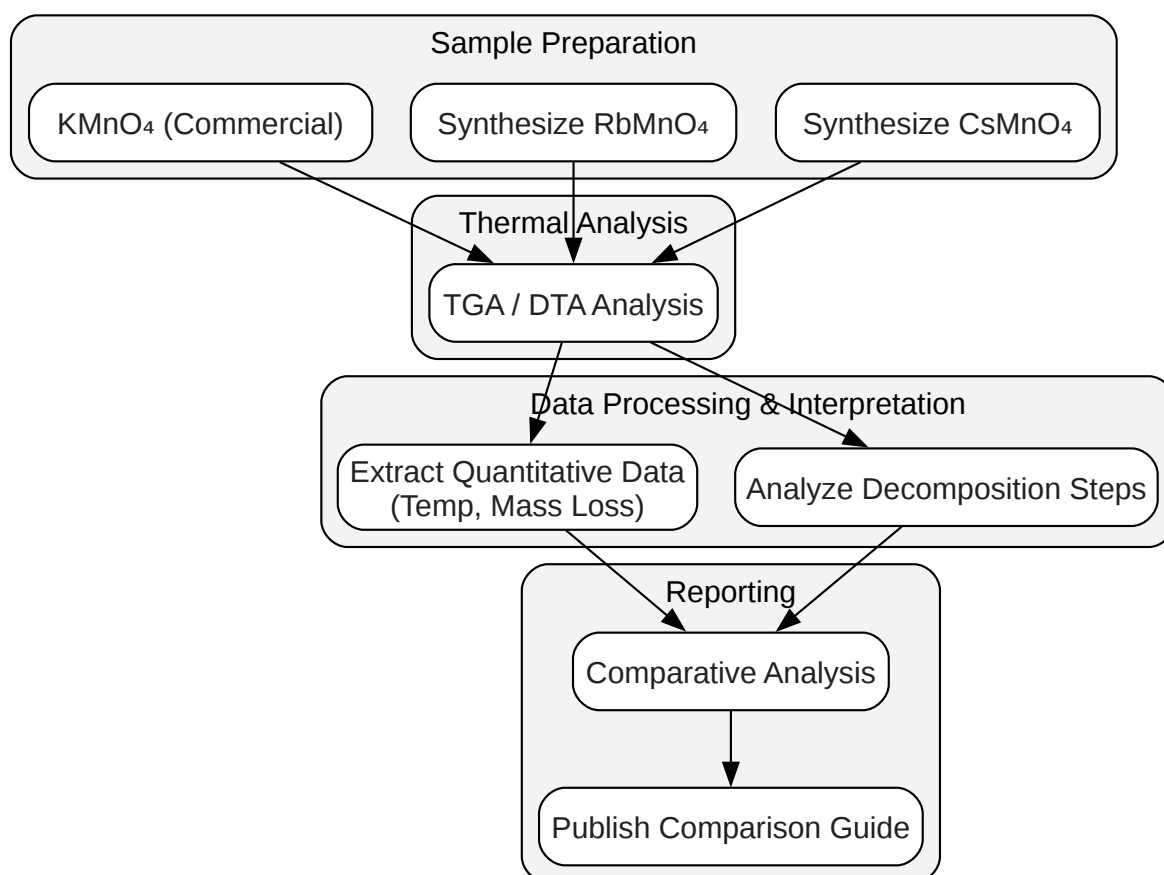 Sample Preparation
KMnO₄ (Commercial)
Synthesize RbMnO₄
Synthesize CsMnO₄
Thermal Analysis
TGA / DTA Analysis
Data Processing & Interpretation
Extract Quantitative Data
(Temp, Mass Loss)
Analyze Decomposition Steps
Reporting
Comparative Analysis
Publish Comparison Guide